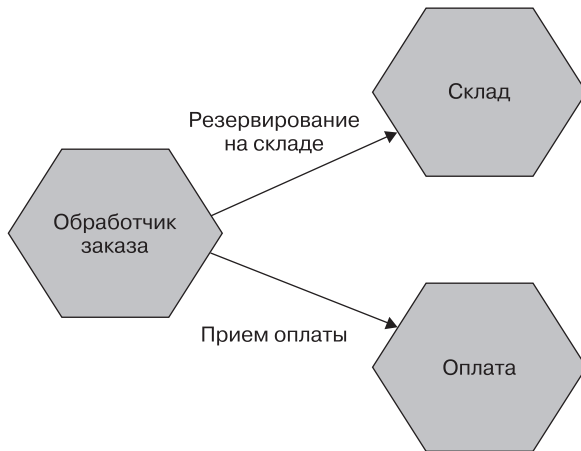 Склад
Резервирование
на складе
Обработчик
заказа
Прием оплаты
Оплата